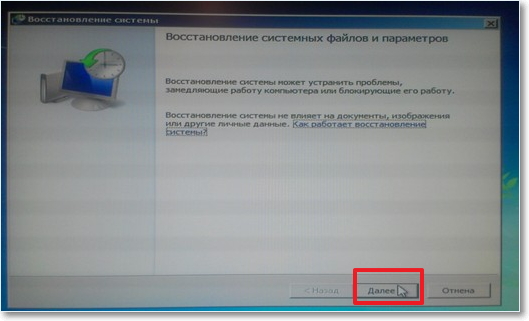 Восстановление системы
Восстановление системных файлов и параметров
Восстановление системы может устранить проблемы,
замедляющие работу компьютера или блокирующие его работу.
Восстановление системы не влияет на документы, изображения
или другие личные данные. Как работает восстановление
системы?
< Назад
Далее >
Отмена